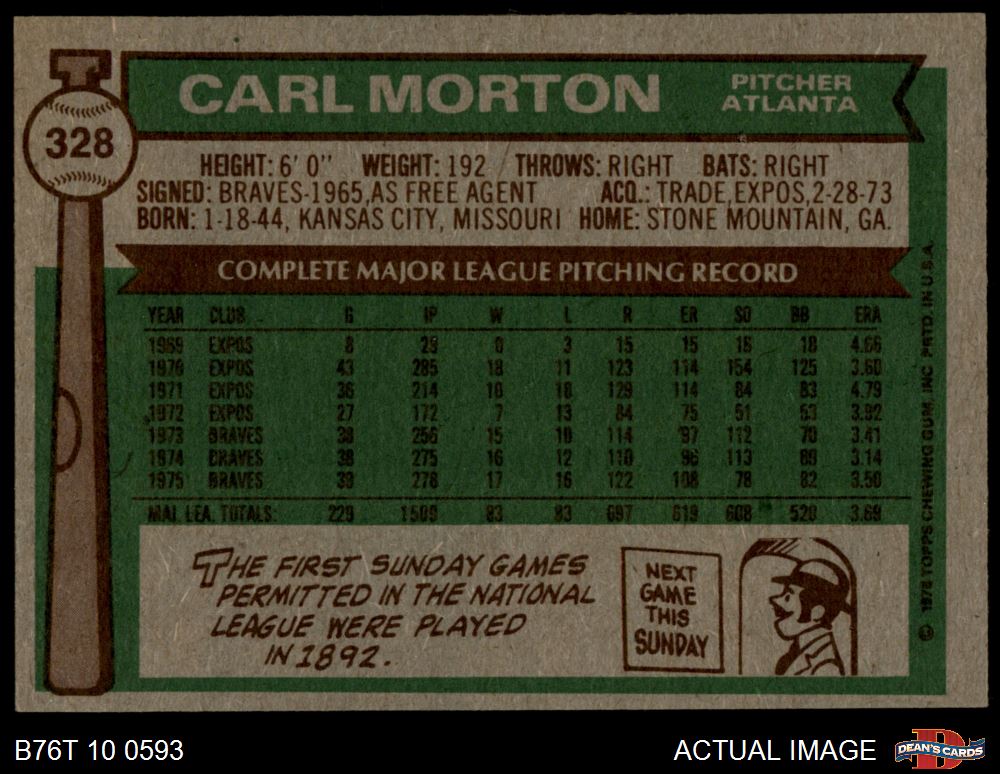 328
CARL MORTON
PITCHER
ATLANTA
HEIGHT: 6' 0" WEIGHT: 192 THROWS: RIGHT BATS: RIGHT
SIGNED: BRAVES-1965, AS FREE AGENT ACQ.: TRADE, EXPOS, 2-28-73
BORN: 1-18-44, KANSAS CITY, MISSOURI HOME: STONE MOUNTAIN, GA.
COMPLETE MAJOR LEAGUE PITCHING RECORD
YEAR CLUB G IP W L R ER SO BB ERA
1969 EXPOS 8 29 0 3 15 15 16 18 4.66
1970 EXPOS 43 285 18 11 123 114 154 125 3.60
1971 EXPOS 36 214 10 18 129 114 84 83 4.79
1972 EXPOS 27 172 7 13 84 75 51 53 3.92
1973 BRAVES 38 256 15 10 114 97 112 70 3.41
1974 BRAVES 38 275 16 12 110 96 113 89 3.14
1975 BRAVES 39 278 17 16 122 108 78 82 3.50
MAJ. LEA. TOTALS: 229 1509 83 83 697 619 608 520 3.69
THE FIRST SUNDAY GAMES
PERMITTED IN THE NATIONAL
LEAGUE WERE PLAYED
IN 1892.
NEXT
GAME
THIS
SUNDAY
© 1976 TOPPS CHEWING GUM, INC. PRTD. IN U.S.A.
B76T 10 0593
ACTUAL IMAGE
DEAN'S CARDS